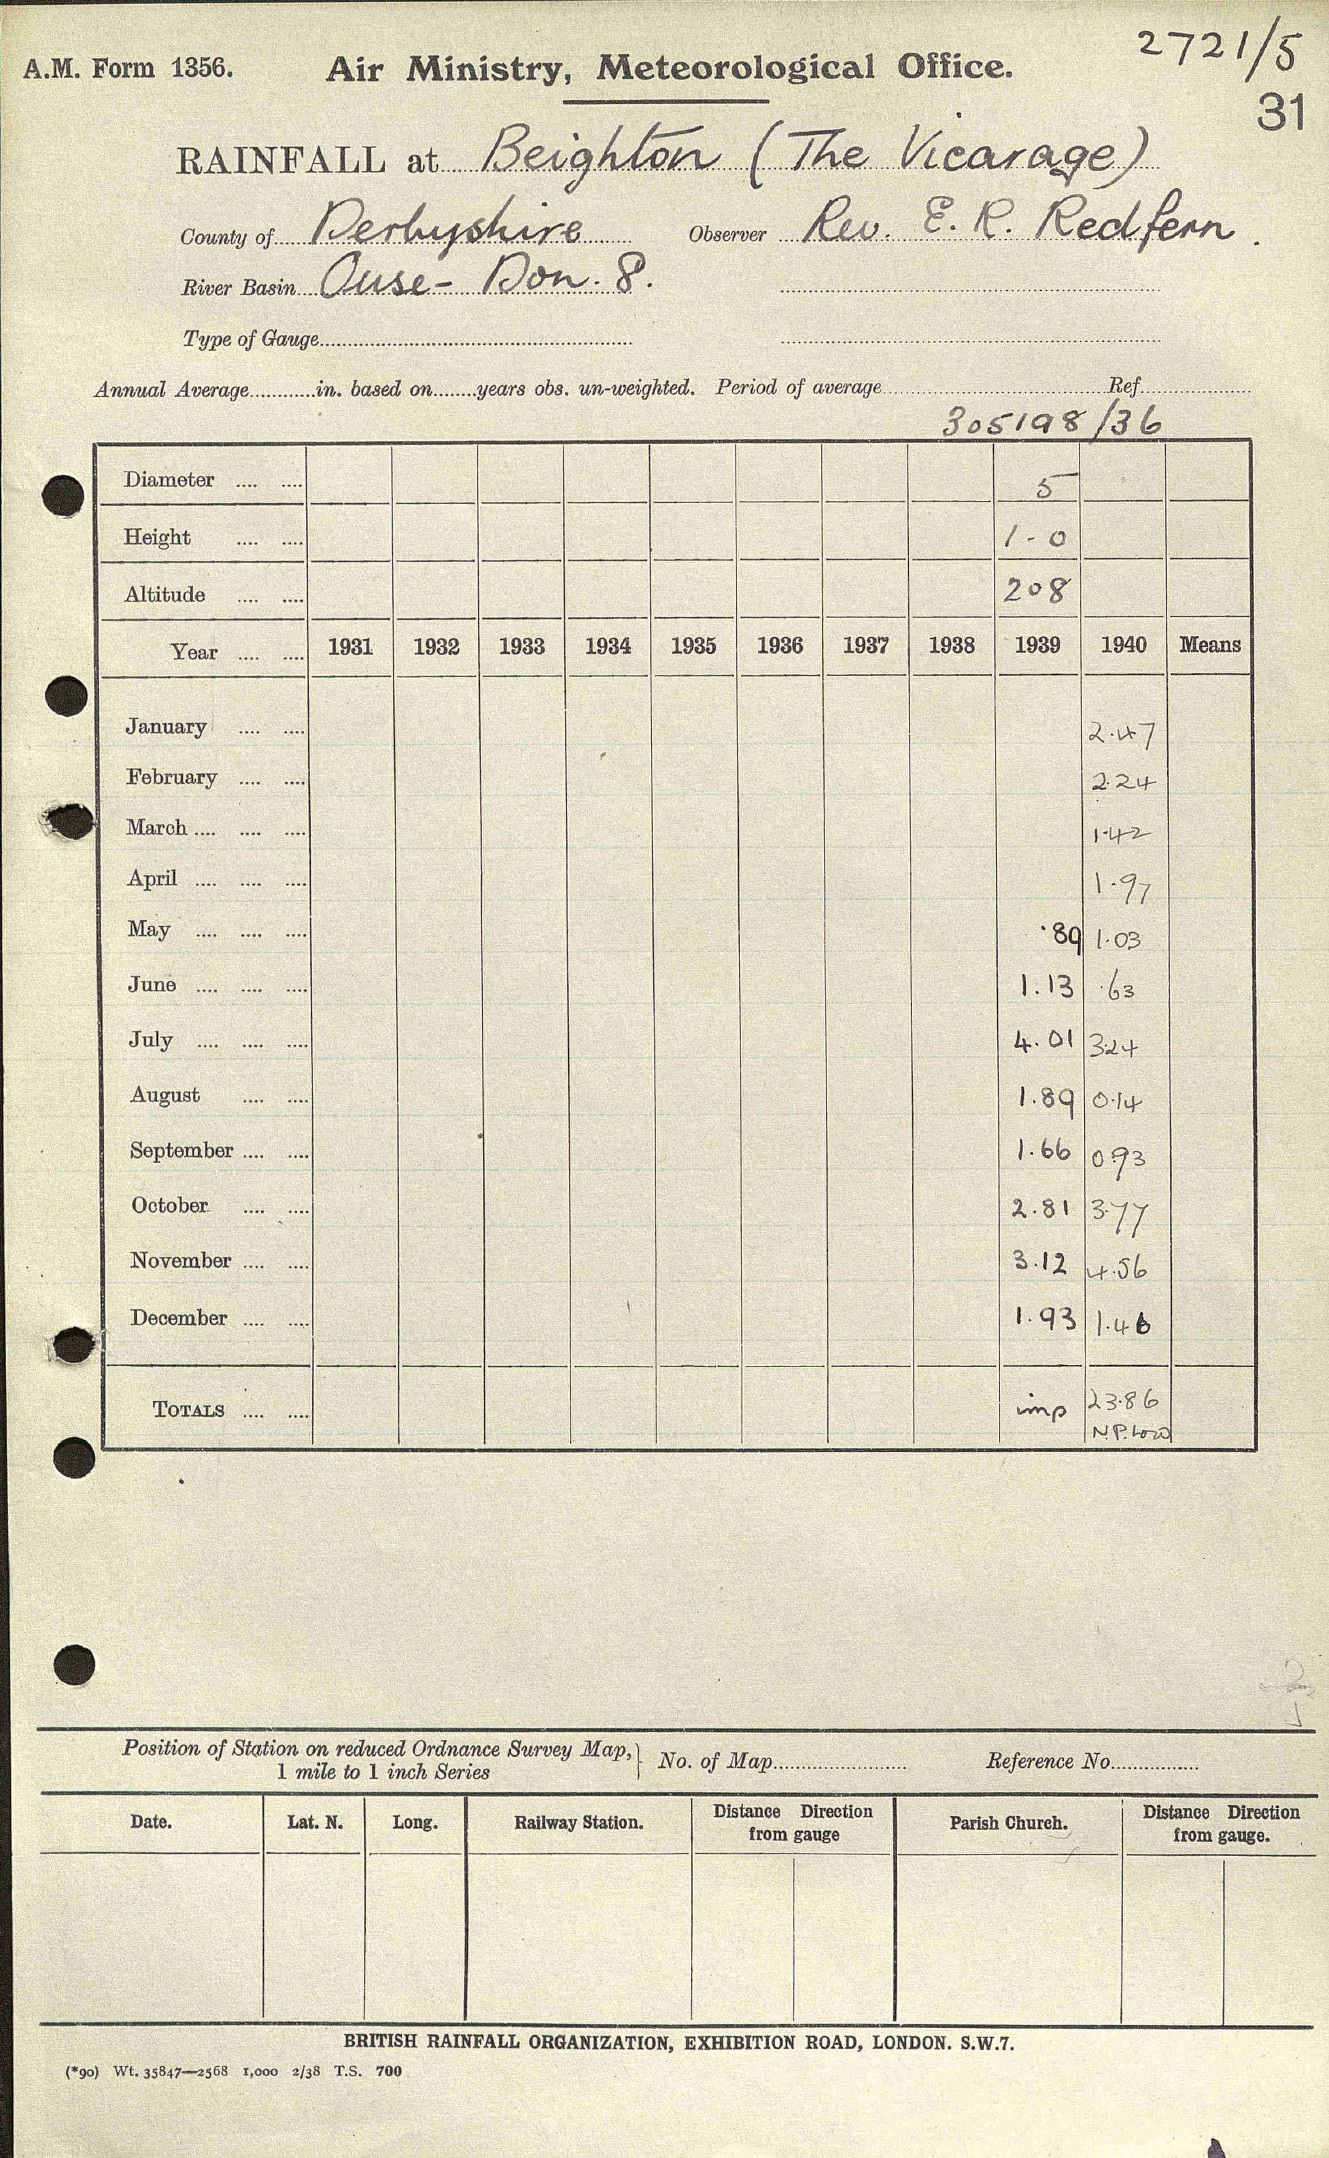 2721/5
A.M. Form 1356. Air Ministry, Meteorological Office.
31
RAINFALL at Beighton (The Vicarage)
County of Derbyshire Observer Rev. E. R. Redfern.
River Basin Ouse - Don. 8.
Type of Gauge
Annual Average in. based on years obs. un-weighted. Period of average Ref.
305198/36
Diameter 5
Height 1-0
Altitude 208
Year 1931 1932 1933 1934 1935 1936 1937 1938 1939 1940 Means
January 2.47
February 2.24
March 1.42
April 1.97
May .89 1.03
June 1.13 .63
July 4.01 3.24
August 1.89 0.14
September 1.66 0.93
October 2.81 3.77
November 3.12 4.56
December 1.93 1.46
TOTALS imp 23.86
N.P. low
Position of Station on reduced Ordnance Survey Map,} No. of Map Reference No.
1 mile to 1 inch Series
Date. Lat. N. Long. Railway Station. Distance Direction from gauge Parish Church. Distance Direction from gauge.
BRITISH RAINFALL ORGANIZATION, EXHIBITION ROAD, LONDON. S.W.7.
(*90) Wt. 35847—2568 1,000 2/38 T.S. 700